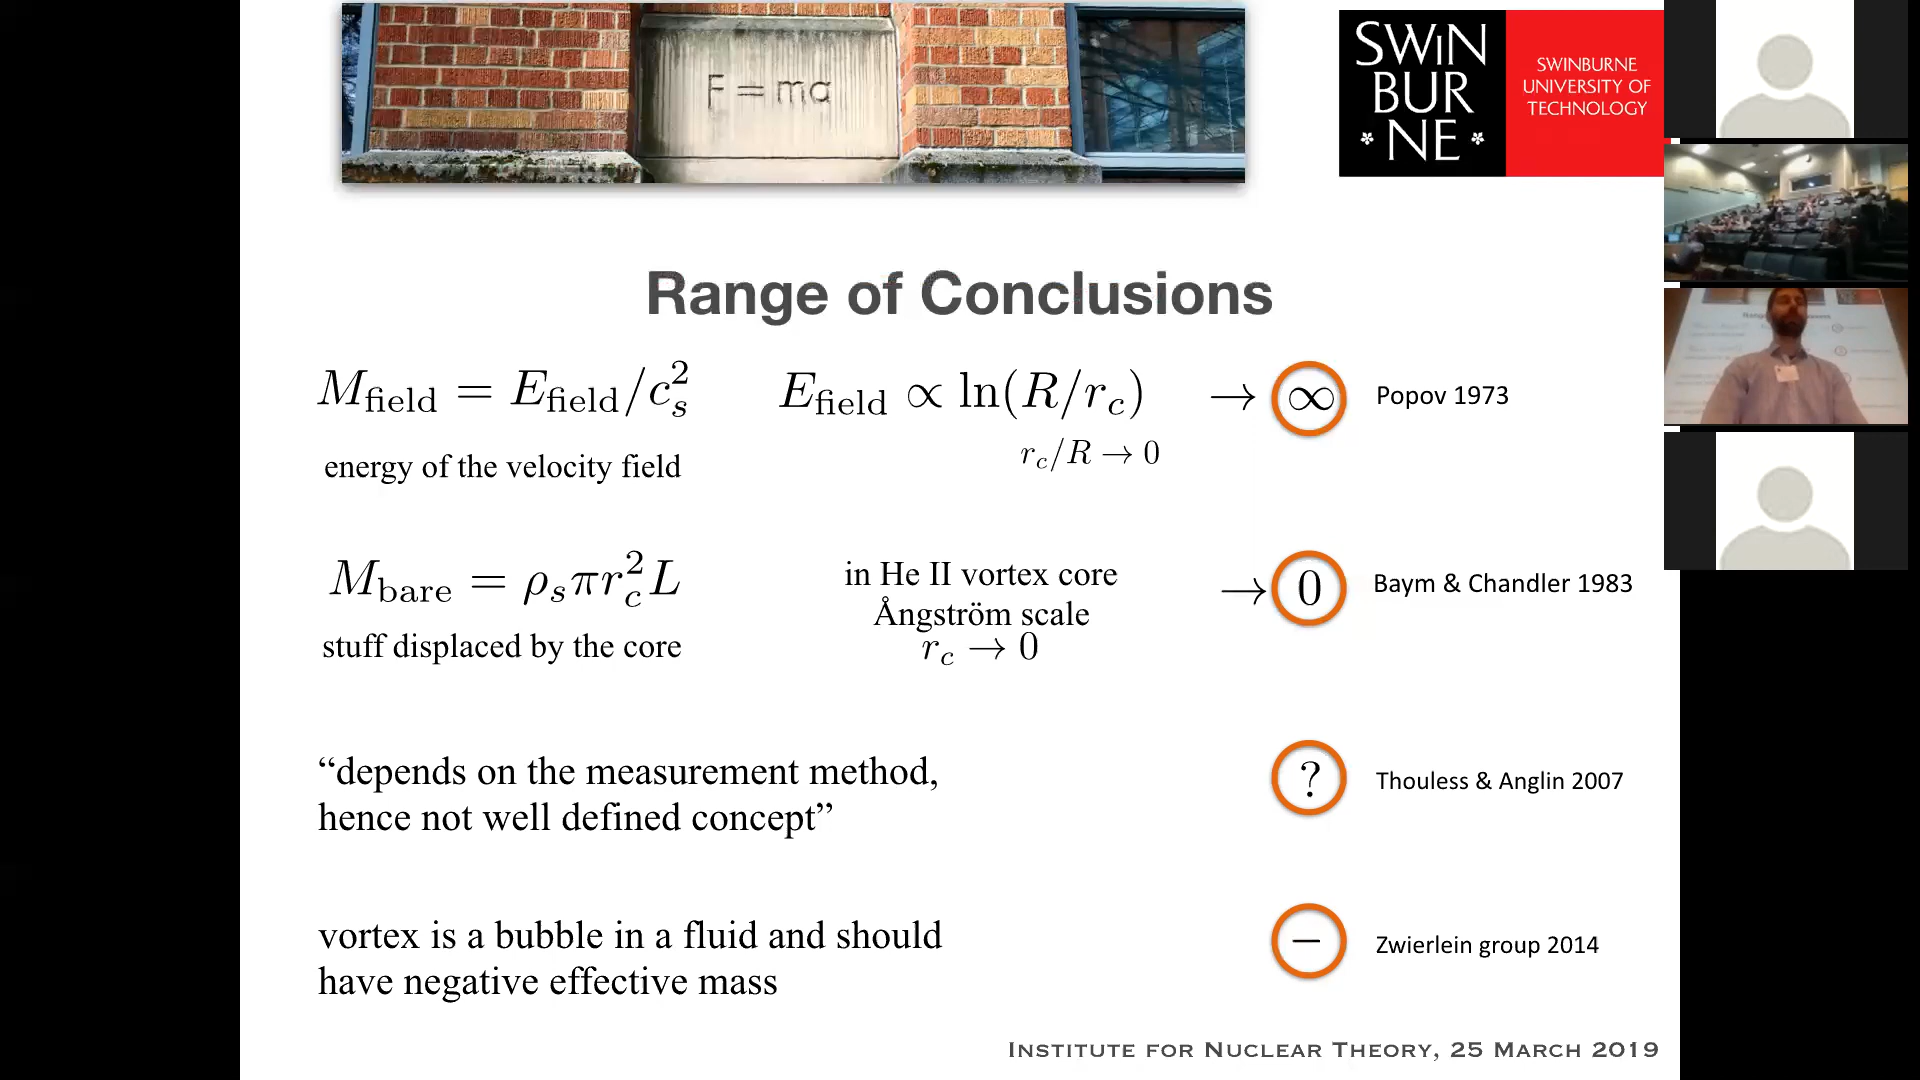 F = ma
SWiN
BUR
NE
SWINBURNE
UNIVERSITY OF
TECHNOLOGY
Range of Conclusions
M_field = E_field/c_s^2
E_field ∝ ln(R/r_c)
→ ∞
Popov 1973
r_c/R → 0
energy of the velocity field
M_bare = ρ_s π r_c^2 L
in He II vortex core
Ångström scale
r_c → 0
→ 0
Baym & Chandler 1983
stuff displaced by the core
“depends on the measurement method,
hence not well defined concept”
?
Thouless & Anglin 2007
vortex is a bubble in a fluid and should
have negative effective mass
−
Zwierlein group 2014
Institute for Nuclear Theory, 25 March 2019